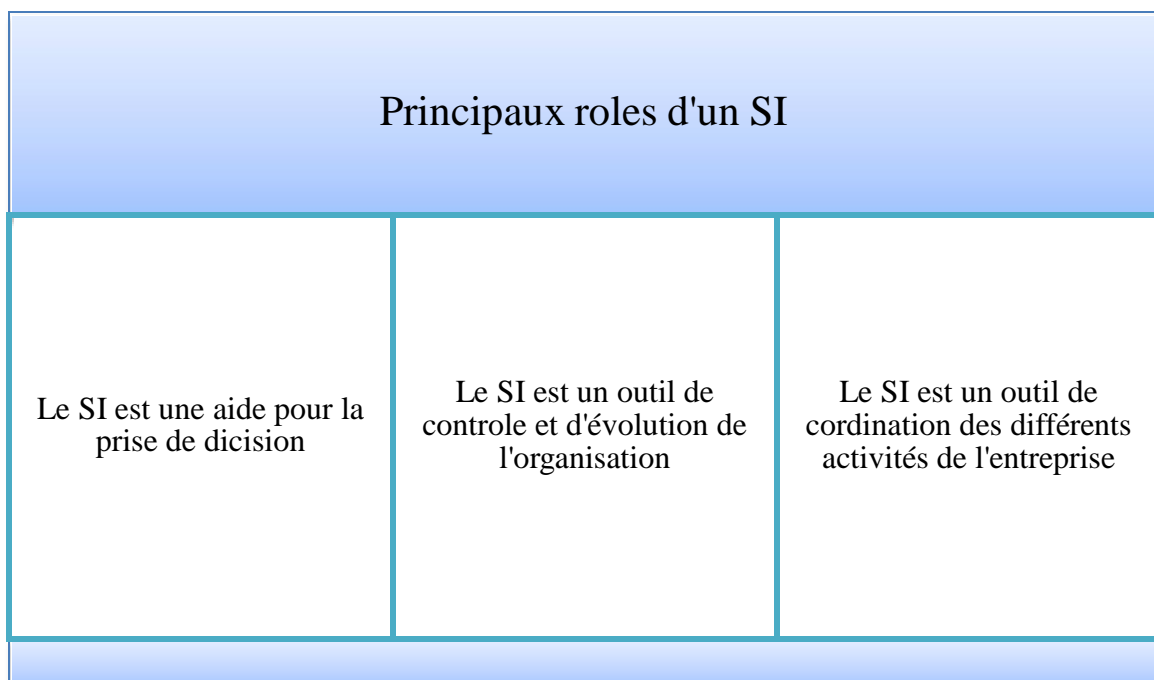 Principaux roles d'un SI
Le SI est une aide pour la
prise de dicision
Le SI est un outil de
controle et d'évolution de
l'organisation
Le SI est un outil de
cordination des différents
activités de l'entreprise